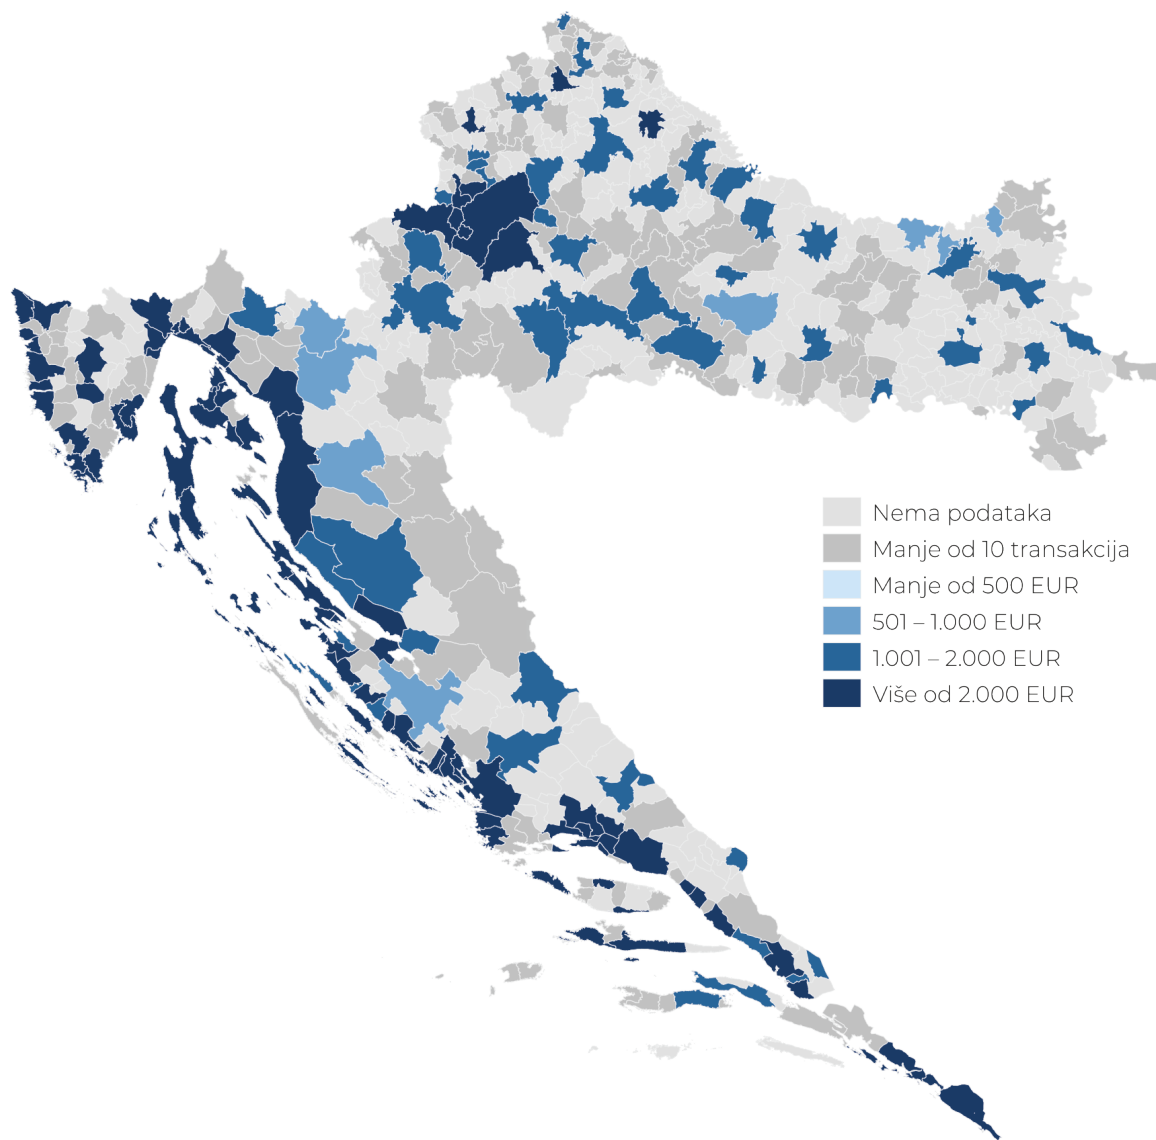 Nema podataka
Manje od 10 transakcija
Manje od 500 EUR
501 – 1.000 EUR
1.001 – 2.000 EUR
Više od 2.000 EUR